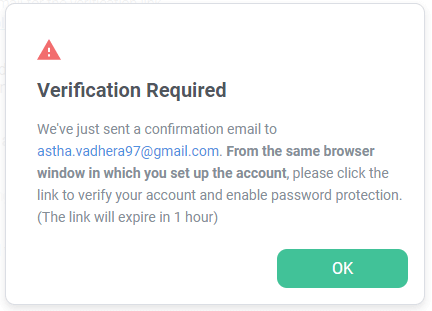 Verification Required
We've just sent a confirmation email to
astha.vadhera97@gmail.com. From the same browser
window in which you set up the account, please click the
link to verify your account and enable password protection.
(The link will expire in 1 hour)
OK